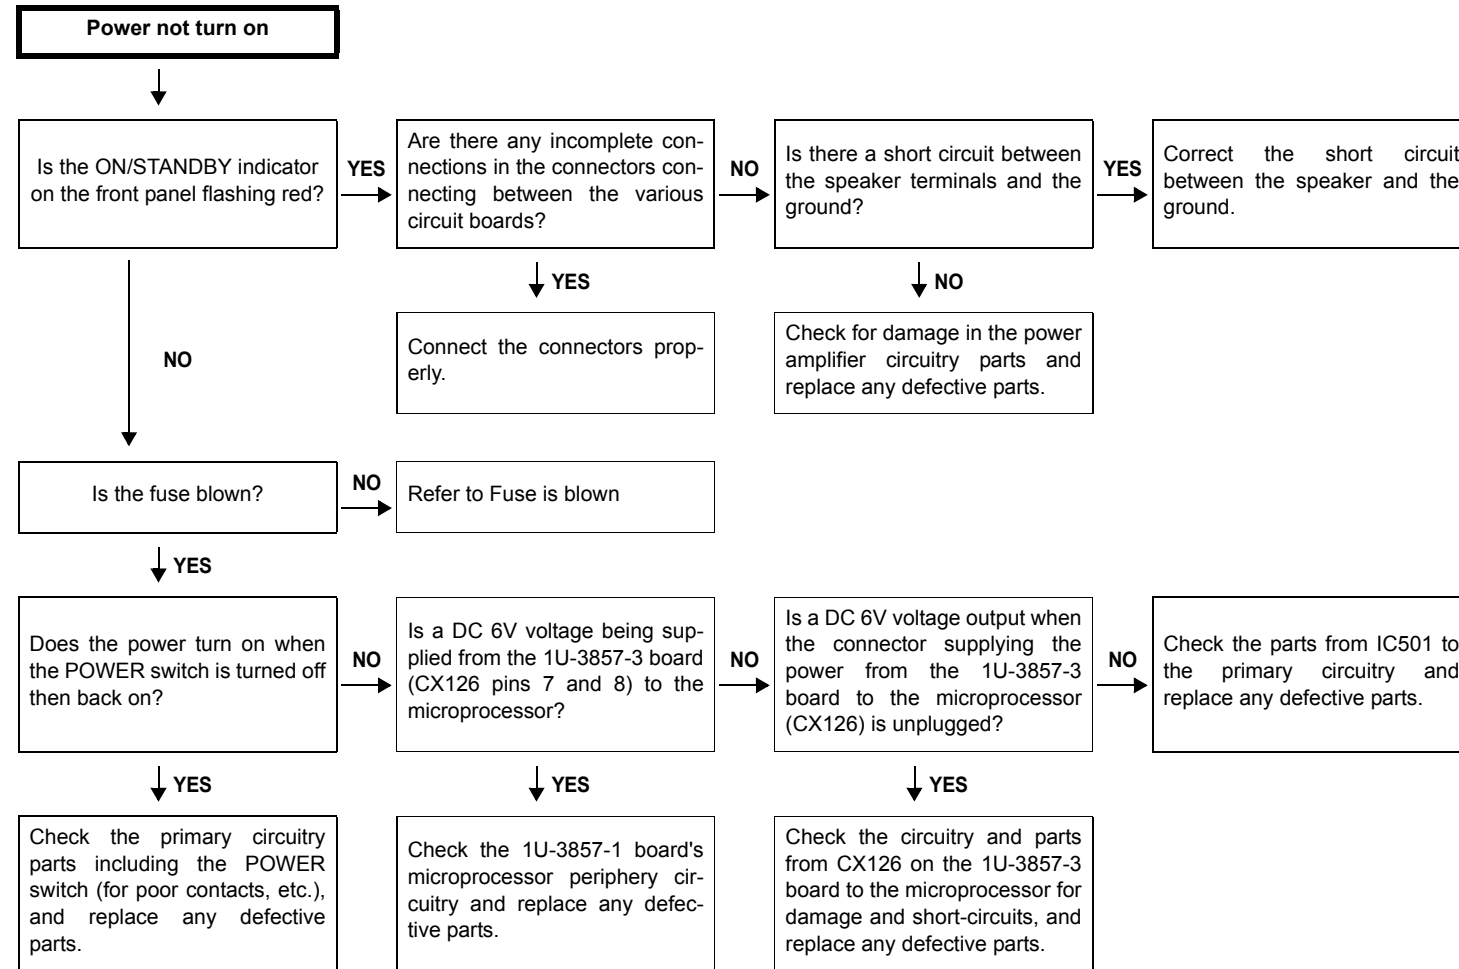 Power not turn on
Is the ON/STANDBY indicator
on the front panel flashing red?
YES
Are there any incomplete con-
nections in the connectors con-
necting between the various
circuit boards?
NO
Is there a short circuit between
the speaker terminals and the
ground?
YES
Correct the short circuit
between the speaker and the
ground.
YES
NO
Connect the connectors prop-
erly.
Check for damage in the power
amplifier circuitry parts and
replace any defective parts.
NO
Is the fuse blown?
NO
Refer to Fuse is blown
YES
Does the power turn on when
the POWER switch is turned off
then back on?
NO
Is a DC 6V voltage being sup-
plied from the 1U-3857-3 board
(CX126 pins 7 and 8) to the
microprocessor?
NO
Is a DC 6V voltage output when
the connector supplying the
power from the 1U-3857-3
board to the microprocessor
(CX126) is unplugged?
NO
Check the parts from IC501 to
the primary circuitry and
replace any defective parts.
YES
YES
YES
Check the primary circuitry
parts including the POWER
switch (for poor contacts, etc.),
and replace any defective
parts.
Check the 1U-3857-1 board's
microprocessor periphery cir-
cuitry and replace any defec-
tive parts.
Check the circuitry and parts
from CX126 on the 1U-3857-3
board to the microprocessor for
damage and short-circuits, and
replace any defective parts.